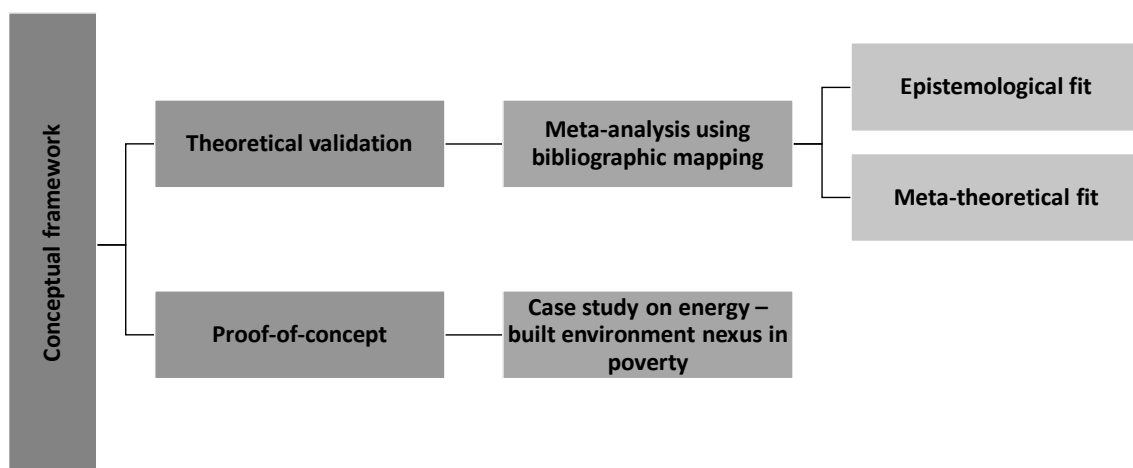 Conceptual framework
Theoretical validation
Meta-analysis using
bibliographic mapping
Epistemological fit
Meta-theoretical fit
Proof-of-concept
Case study on energy –
built environment nexus in
poverty